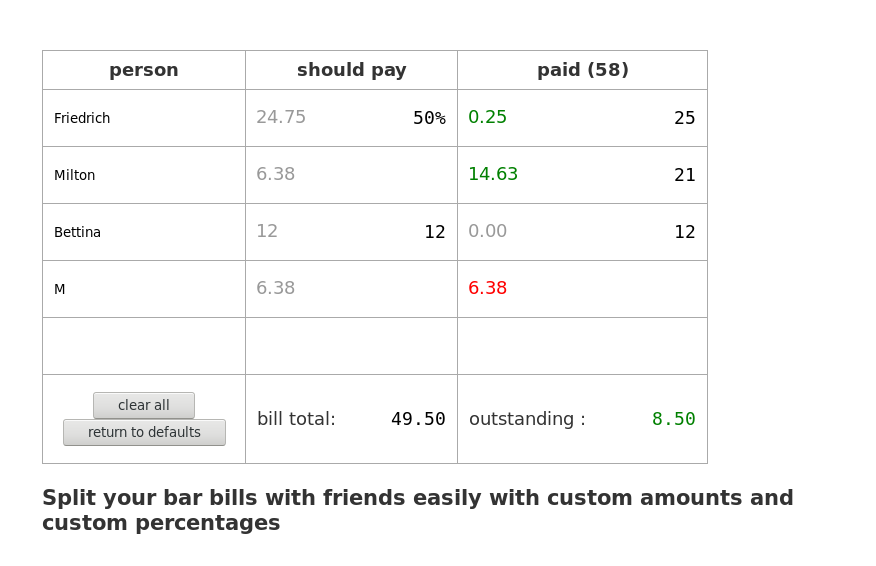 person should pay paid (58)
Friedrich 24.75 50% 0.25 25
Milton 6.38 14.63 21
Bettina 12 12 0.00 12
M 6.38 6.38
clear all
bill total: 49.50 outstanding : 8.50
return to defaults
Split your bar bills with friends easily with custom amounts and
custom percentages